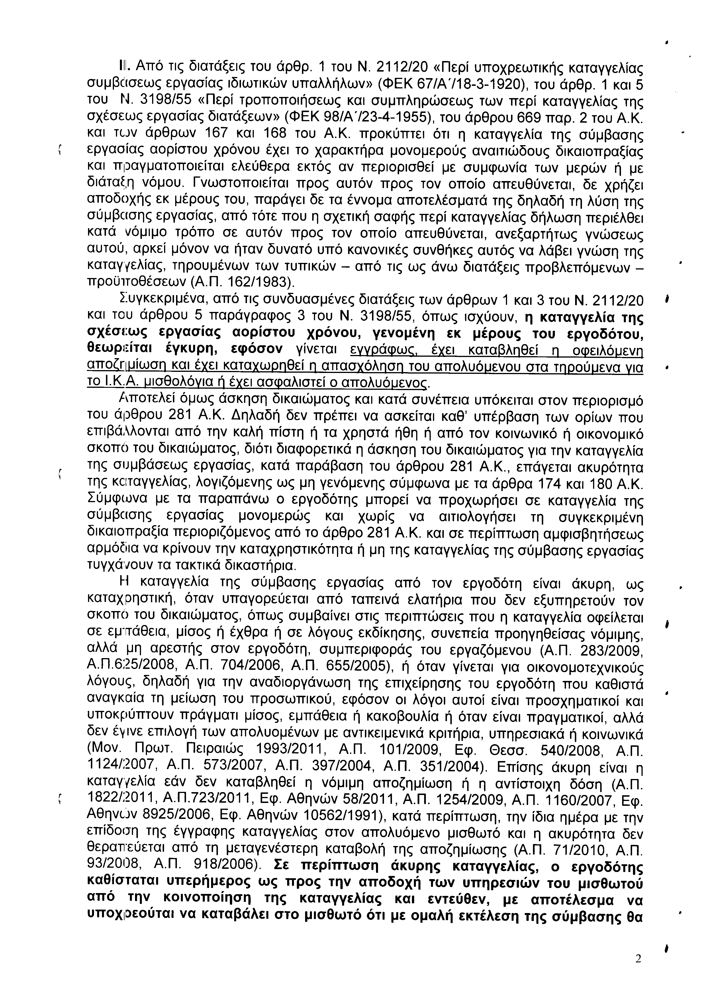 ΙΙΙ. Από τις διατάξεις του άρθρ. 1 του Ν. 2112/20 «Περί υποχρεωτικής καταγγελίας
συμβάσεως εργασίας ιδιωτικών υπαλλήλων» (ΦΕΚ 67/Α΄/18-3-1920), του άρθρ. 1 και 5
του Ν. 3198/55 «Περί τροποποιήσεως και συμπληρώσεως των περί καταγγελίας της
σχέσεως εργασίας διατάξεων» (ΦΕΚ 98/Α΄/23-4-1955), του άρθρου 669 παρ. 2 του Α.Κ.
και των άρθρων 167 και 168 του Α.Κ. προκύπτει ότι η καταγγελία της σύμβασης
εργασίας αορίστου χρόνου έχει το χαρακτήρα μονομερούς αναιτιώδους δικαιοπραξίας
και πραγματοποιείται ελεύθερα εκτός αν περιορισθεί με συμφωνία των μερών ή με
διάταξη νόμου. Γνωστοποιείται προς αυτόν προς τον οποίο απευθύνεται, δε χρήζει
αποδοχής εκ μέρους του, παράγει δε τα έννομα αποτελέσματά της δηλαδή τη λύση της
σύμβασης εργασίας, από τότε που η σχετική σαφής περί καταγγελίας δήλωση περιέλθει
κατά νόμιμο τρόπο σε αυτόν προς τον οποίο απευθύνεται, ανεξαρτήτως γνώσεως
αυτού, αρκεί μόνον να ήταν δυνατό υπό κανονικές συνθήκες αυτός να λάβει γνώση της
καταγγελίας, τηρουμένων των τυπικών – από τις ως άνω διατάξεις προβλεπόμενων –
προϋποθέσεων (Α.Π. 162/1983).
Συγκεκριμένα, από τις συνδυασμένες διατάξεις των άρθρων 1 και 3 του Ν. 2112/20
και του άρθρου 5 παράγραφος 3 του Ν. 3198/55, όπως ισχύουν, η καταγγελία της
σχέσεως εργασίας αορίστου χρόνου, γενομένη εκ μέρους του εργοδότου,
θεωρείται έγκυρη, εφόσον γίνεται εγγράφως, έχει καταβληθεί η οφειλόμενη
αποζημίωση και έχει καταχωρηθεί η απασχόληση του απολυόμενου στα τηρούμενα για
το Ι.Κ.Α. μισθολόγια ή έχει ασφαλιστεί ο απολυόμενος.
Αποτελεί όμως άσκηση δικαιώματος και κατά συνέπεια υπόκειται στον περιορισμό
του άρθρου 281 Α.Κ. Δηλαδή δεν πρέπει να ασκείται καθ’ υπέρβαση των ορίων που
επιβάλλονται από την καλή πίστη ή τα χρηστά ήθη ή από τον κοινωνικό ή οικονομικό
σκοπό του δικαιώματος, διότι διαφορετικά η άσκηση του δικαιώματος για την καταγγελία
της συμβάσεως εργασίας, κατά παράβαση του άρθρου 281 Α.Κ., επάγεται ακυρότητα
της καταγγελίας, λογιζόμενης ως μη γενόμενης σύμφωνα με τα άρθρα 174 και 180 Α.Κ.
Σύμφωνα με τα παραπάνω ο εργοδότης μπορεί να προχωρήσει σε καταγγελία της
σύμβασης εργασίας μονομερώς και χωρίς να αιτιολογήσει τη συγκεκριμένη
δικαιοπραξία περιοριζόμενος από το άρθρο 281 Α.Κ. και σε περίπτωση αμφισβητήσεως
αρμόδια να κρίνουν την καταχρηστικότητα ή μη της καταγγελίας της σύμβασης εργασίας
τυγχάνουν τα τακτικά δικαστήρια.
Η καταγγελία της σύμβασης εργασίας από τον εργοδότη είναι άκυρη, ως
καταχρηστική, όταν υπαγορεύεται από ταπεινά ελατήρια που δεν εξυπηρετούν τον
σκοπό του δικαιώματος, όπως συμβαίνει στις περιπτώσεις που η καταγγελία οφείλεται
σε εμπάθεια, μίσος ή έχθρα ή σε λόγους εκδίκησης, συνεπεία προηγηθείσας νόμιμης,
αλλά μη αρεστής στον εργοδότη, συμπεριφοράς του εργαζόμενου (Α.Π. 283/2009,
Α.Π.625/2008, Α.Π. 704/2006, Α.Π. 655/2005), ή όταν γίνεται για οικονομοτεχνικούς
λόγους, δηλαδή για την αναδιοργάνωση της επιχείρησης του εργοδότη που καθιστά
αναγκαία τη μείωση του προσωπικού, εφόσον οι λόγοι αυτοί είναι προσχηματικοί και
υποκρύπτουν πράγματι μίσος, εμπάθεια ή κακοβουλία ή όταν είναι πραγματικοί, αλλά
δεν έγινε επιλογή των απολυομένων με αντικειμενικά κριτήρια, υπηρεσιακά ή κοινωνικά
(Μον. Πρωτ. Πειραιώς 1993/2011, Α.Π. 101/2009, Εφ. Θεσσ. 540/2008, Α.Π.
1124/2007, Α.Π. 573/2007, Α.Π. 397/2004, Α.Π. 351/2004). Επίσης άκυρη είναι η
καταγγελία εάν δεν καταβληθεί η νόμιμη αποζημίωση ή η αντίστοιχη δόση (Α.Π.
1822/2011, Α.Π.723/2011, Εφ. Αθηνών 58/2011, Α.Π. 1254/2009, Α.Π. 1160/2007, Εφ.
Αθηνών 8925/2006, Εφ. Αθηνών 10562/1991), κατά περίπτωση, την ίδια ημέρα με την
επίδοση της έγγραφης καταγγελίας στον απολυόμενο μισθωτό και η ακυρότητα δεν
θεραπεύεται από τη μεταγενέστερη καταβολή της αποζημίωσης (Α.Π. 71/2010, Α.Π.
93/2008, Α.Π. 918/2006). Σε περίπτωση άκυρης καταγγελίας, ο εργοδότης
καθίσταται υπερήμερος ως προς την αποδοχή των υπηρεσιών του μισθωτού
από την κοινοποίηση της καταγγελίας και εντεύθεν, με αποτέλεσμα να
υποχρεούται να καταβάλει στο μισθωτό ότι με ομαλή εκτέλεση της σύμβασης θα
2